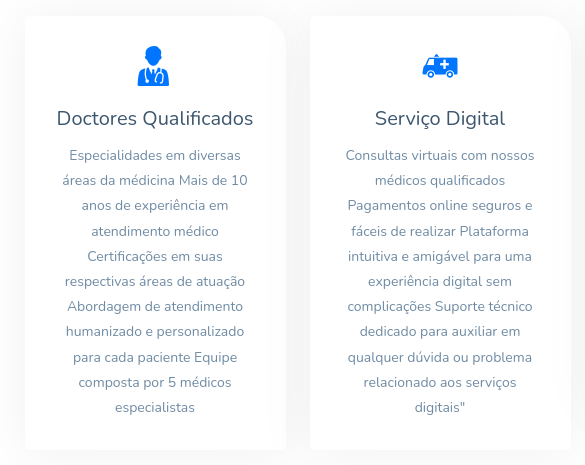 Doctores Qualificados
Especialidades em diversas
áreas da médicina Mais de 10
anos de experiência em
atendimento médico
Certificações em suas
respectivas áreas de atuação
Abordagem de atendimento
humanizado e personalizado
para cada paciente Equipe
composta por 5 médicos
especialistas
Serviço Digital
Consultas virtuais com nossos
médicos qualificados
Pagamentos online seguros e
fáceis de realizar Plataforma
intuitiva e amigável para uma
experiência digital sem
complicações Suporte técnico
dedicado para auxiliar em
qualquer dúvida ou problema
relacionado aos serviços
digitais"